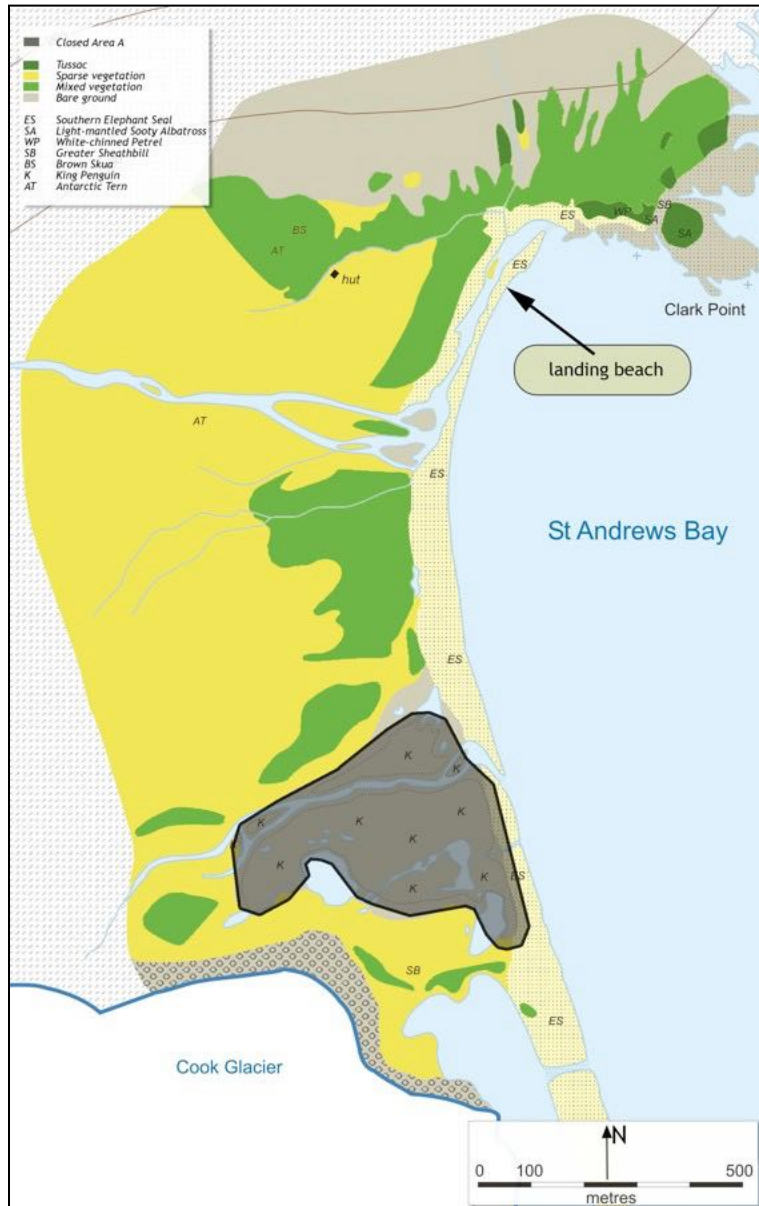 Closed Area A
Tussac
Sparse vegetation
Mixed vegetation
Bare ground
ES Southern Elephant Seal
SA Light-mantled Sooty Albatross
WP White-chinned Petrel
SB Greater Sheathbill
BS Brown Skua
K King Penguin
AT Antarctic Tern
SB
ES
WP
SA
SA
BS
AT
ES
hut
Clark Point
landing beach
AT
ES
St Andrews Bay
ES
K
K
K
K
K
K
K
K
K
ES
SB
ES
Cook Glacier
N
0 100 500
metres